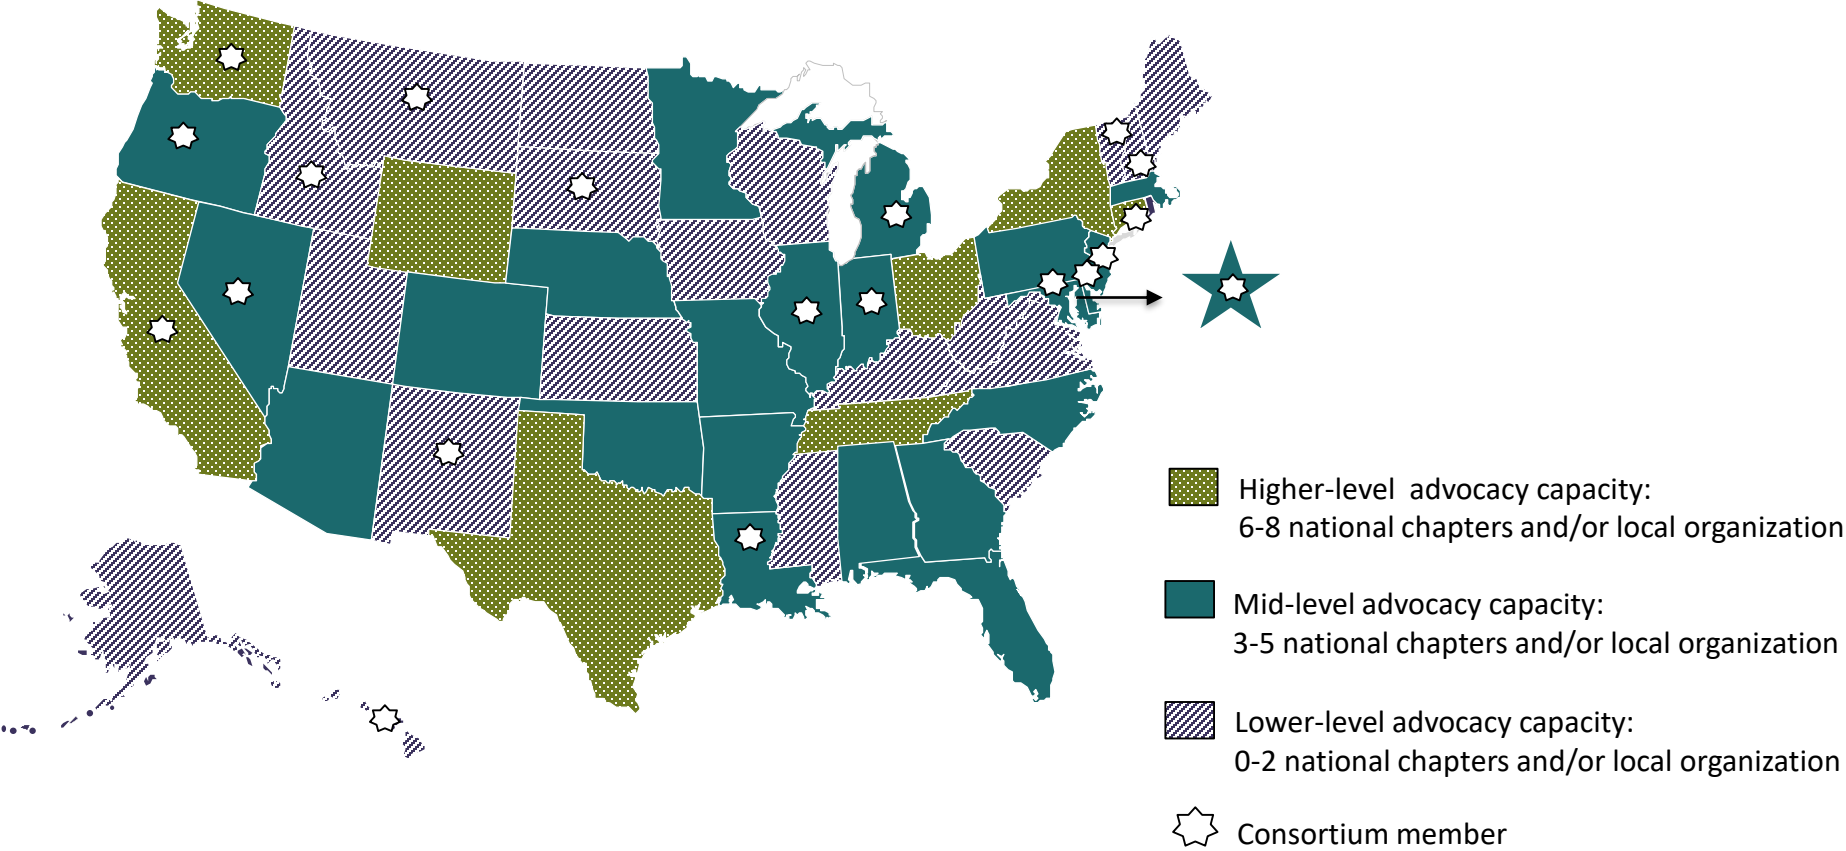 Higher-level advocacy capacity:
6-8 national chapters and/or local organization
Mid-level advocacy capacity:
3-5 national chapters and/or local organization
Lower-level advocacy capacity:
0-2 national chapters and/or local organization
Consortium member